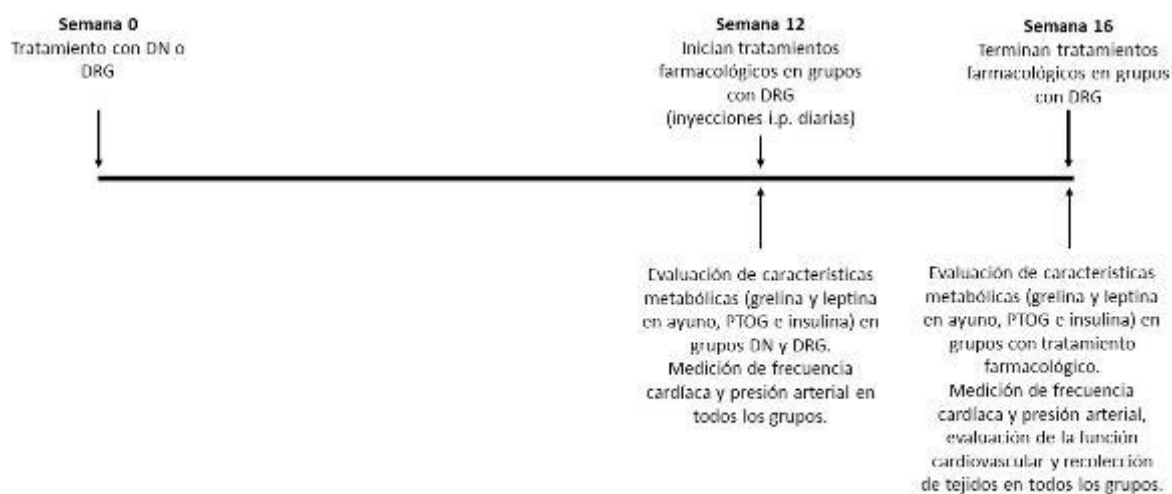 Semana 0
Tratamiento con DN o
DRG
Semana 12
Inician tratamientos
farmacológicos en grupos
con DRG
(inyecciones i.p. diarias)
Semana 16
Terminan tratamientos
farmacológicos en grupos
con DRG
Evaluación de características
metabólicas (grelina y leptina
en ayuno, PTOG e insulina) en
grupos DN y DRG.
Medición de frecuencia
cardíaca y presión arterial en
todos los grupos.
Evaluación de características
metabólicas (grelina y leptina
en ayuno, PTOG e insulina) en
grupos con tratamiento
farmacológico.
Medición de frecuencia
cardíaca y presión arterial,
evaluación de la función
cardiovascular y recolección
de tejidos en todos los grupos.